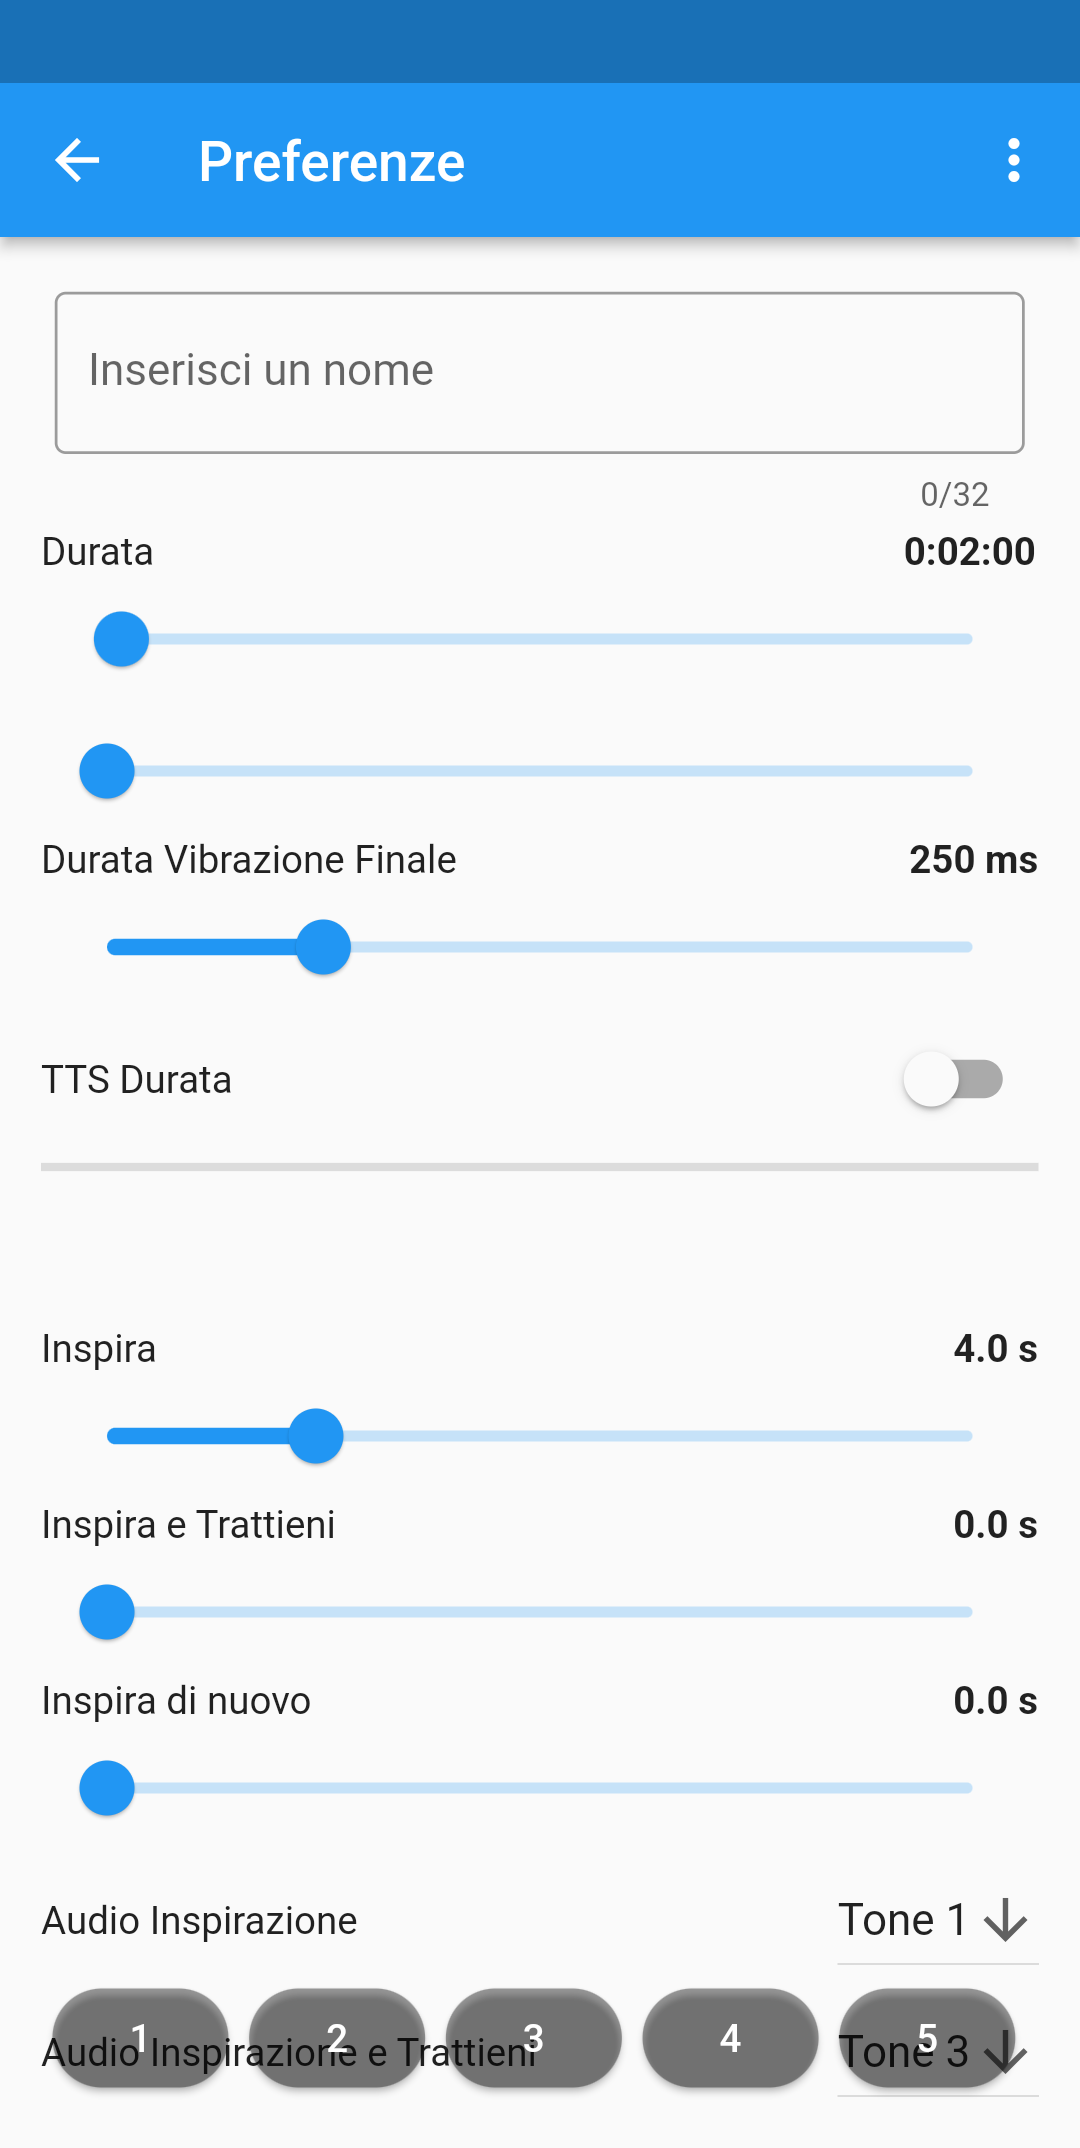 Preferenze
Inserisci un nome
0/32
Durata 0:02:00
Durata Vibrazione Finale 250 ms
TTS Durata
Inspira 4.0 s
Inspira e Trattieni 0.0 s
Inspira di nuovo 0.0 s
Audio Inspirazione Tone 1
1 2 3 4 5
Audio Inspirazione e Trattieni Tone 3